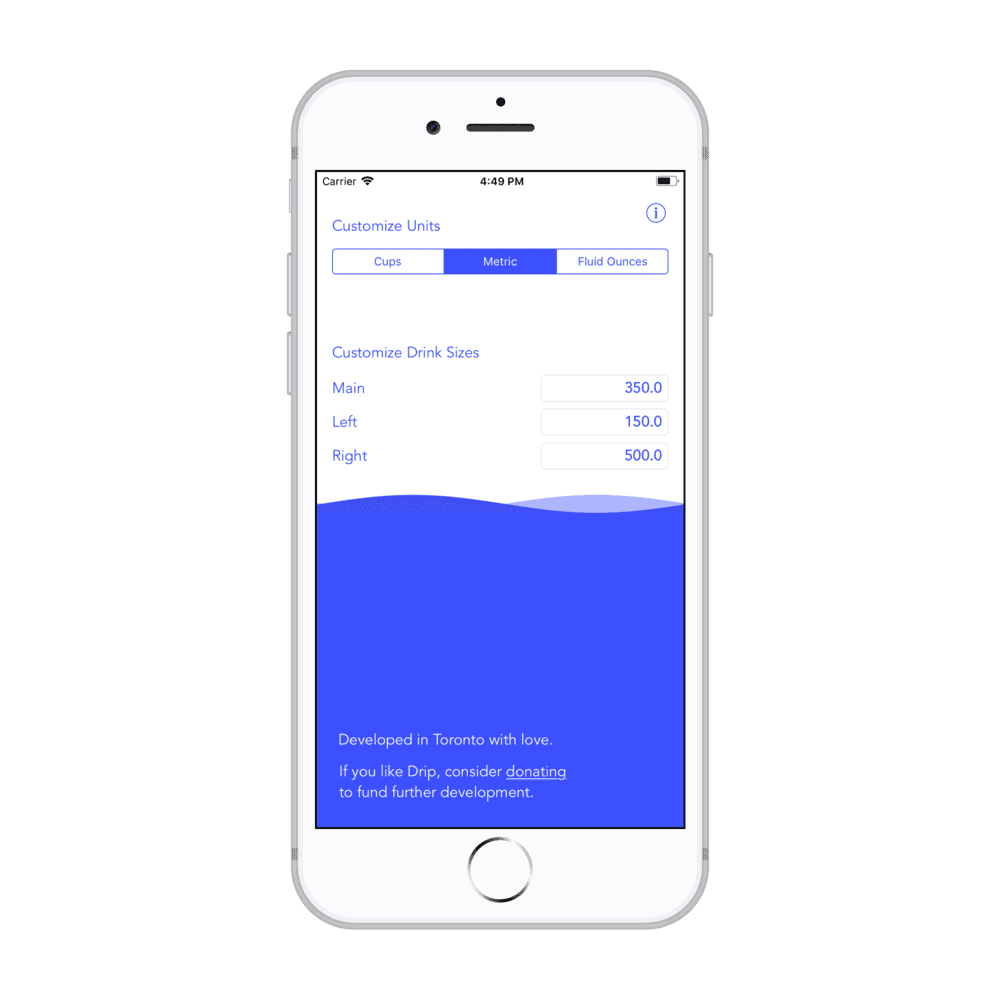 Carrier 4:49 PM
Customize Units
Cups Metric Fluid Ounces
Customize Drink Sizes
Main 350.0
Left 150.0
Right 500.0
Developed in Toronto with love.
If you like Drip, consider donating
to fund further development.